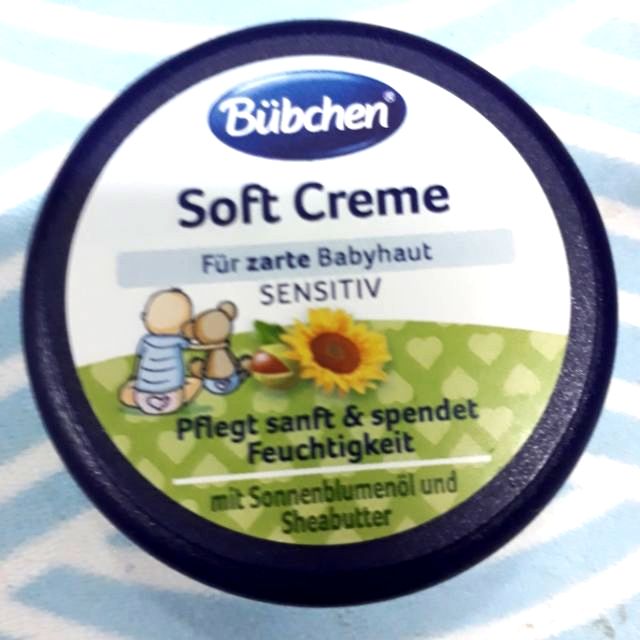 Bübchen®
Soft Creme
Für zarte Babyhaut
SENSITIV
Pflegt sanft & spendet
Feuchtigkeit
mit Sonnenblumenöl und
Sheabutter